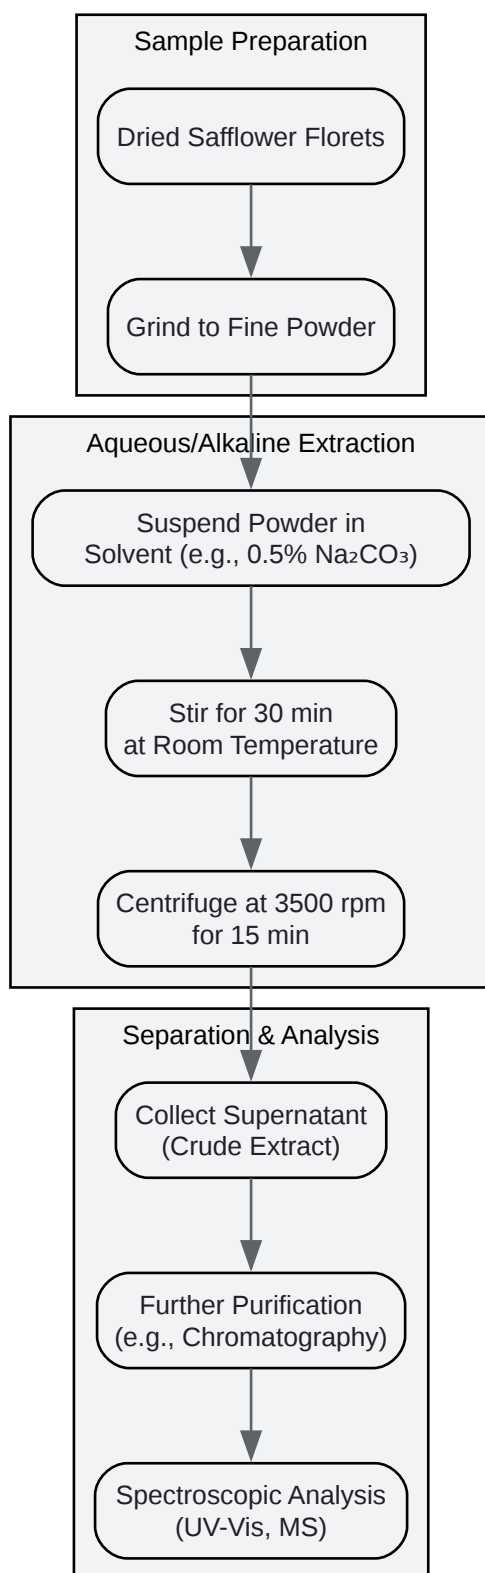 Sample Preparation
Dried Safflower Florets
Grind to Fine Powder
Aqueous/Alkaline Extraction
Suspend Powder in
Solvent (e.g., 0.5% Na₂CO₃)
Stir for 30 min
at Room Temperature
Centrifuge at 3500 rpm
for 15 min
Separation & Analysis
Collect Supernatant
(Crude Extract)
Further Purification
(e.g., Chromatography)
Spectroscopic Analysis
(UV-Vis, MS)